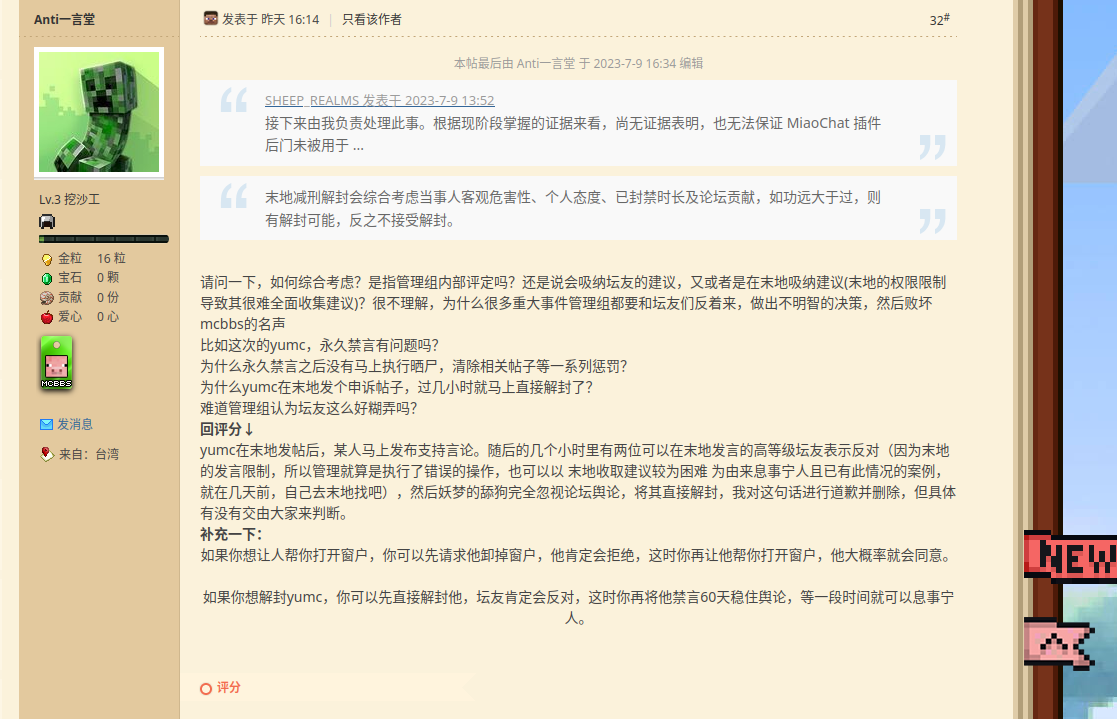 Anti一言堂
发表于 昨天 16:14 | 只看该作者
32#
本帖最后由 Anti一言堂 于 2023-7-9 16:34 编辑
SHEEP_REALMS 发表于 2023-7-9 13:52
接下来由我负责处理此事。根据现阶段掌握的证据来看，尚无证据表明，也无法保证 MiaoChat 插件
后门未被用于 ...
末地减刑解封会综合考虑当事人客观危害性、个人态度、已封禁时长及论坛贡献，如功远大于过，则
有解封可能，反之不接受解封。
Lv.3 挖沙工
金粒 16 粒
宝石 0 颗
贡献 0 份
爱心 0 心
MCBBS
发消息
来自：台湾
请问一下，如何综合考虑？是指管理组内部评定吗？还是说会吸纳坛友的建议，又或者是在末地吸纳建议(末地的权限限制
导致其很难全面收集建议)？很不理解，为什么很多重大事件管理组都要和坛友们反着来，做出不明智的决策，然后败坏
mcbbs的名声
比如这次的yumc，永久禁言有问题吗？
为什么永久禁言之后没有马上执行晒尸，清除相关帖子等一系列惩罚？
为什么yumc在末地发个申诉帖子，过几小时就马上直接解封了？
难道管理组认为坛友这么好糊弄吗？
回评分↓
yumc在末地发帖后，某人马上发布支持言论。随后的几个小时里有两位可以在末地发言的高等级坛友表示反对（因为末地
的发言限制，所以管理就算是执行了错误的操作，也可以以 末地收取建议较为困难 为由来息事宁人且已有此情况的案例，
就在几天前，自己去末地找吧），然后妖梦的舔狗完全忽视论坛舆论，将其直接解封，我对这句话进行道歉并删除，但具体
有没有交由大家来判断。
补充一下：
如果你想让人帮你打开窗户，你可以先请求他卸掉窗户，他肯定会拒绝，这时你再让他帮你打开窗户，他大概率就会同意。
如果你想解封yumc，你可以先直接解封他，坛友肯定会反对，这时你再将他禁言60天稳住舆论，等一段时间就可以息事宁
人。
评分
NEW